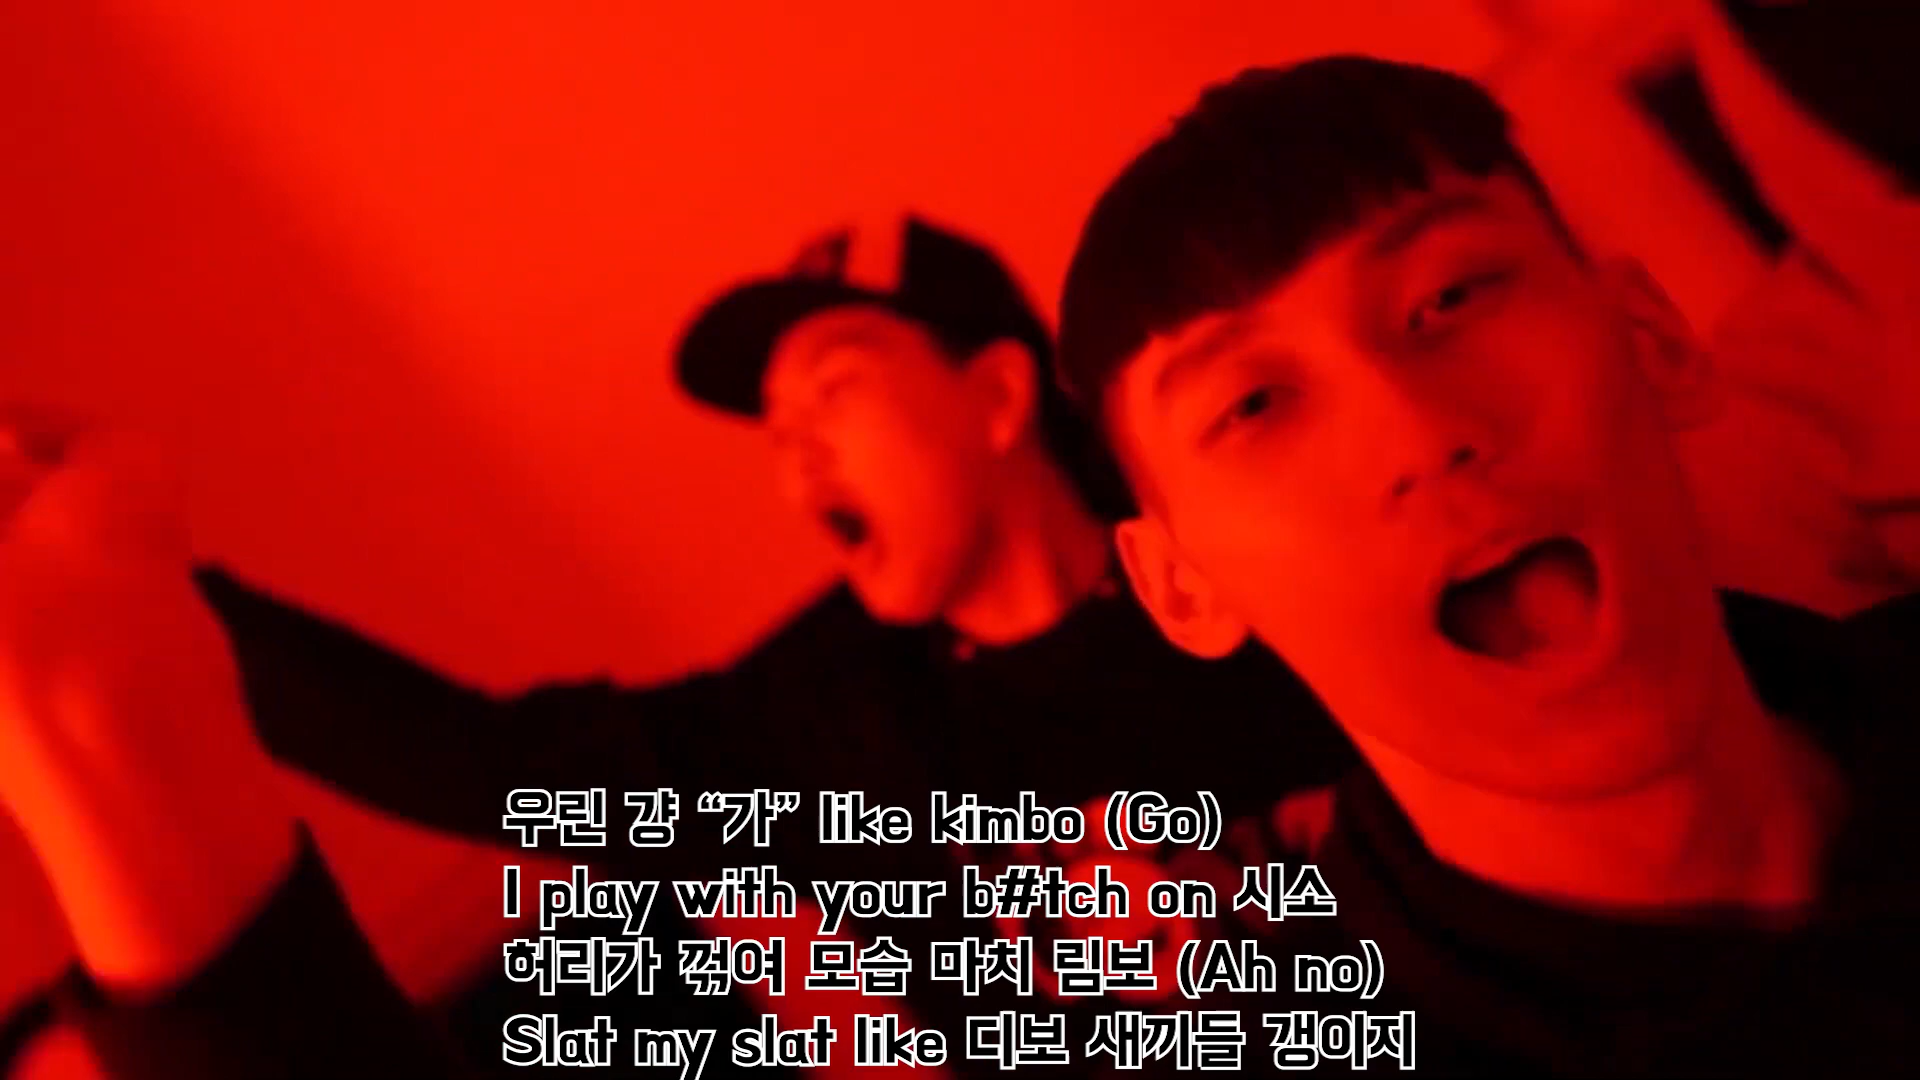 우린 걍 “가” like kimbo (Go)
I play with your b#tch on 시소
허리가 꺾여 모습 마치 림보 (Ah no)
Slat my slat like 디보 새끼들 갱이지